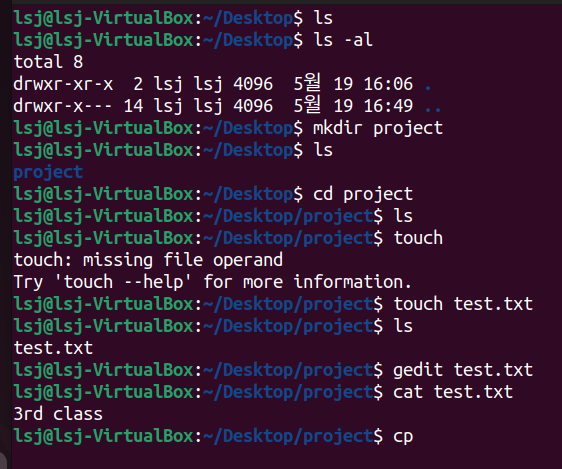 lsj@lsj-VirtualBox:~/Desktop$ ls
lsj@lsj-VirtualBox:~/Desktop$ ls -al
total 8
drwxr-xr-x  2 lsj lsj 4096  5월 19 16:06 .
drwxr-x--- 14 lsj lsj 4096  5월 19 16:49 ..
lsj@lsj-VirtualBox:~/Desktop$ mkdir project
lsj@lsj-VirtualBox:~/Desktop$ ls
project
lsj@lsj-VirtualBox:~/Desktop$ cd project
lsj@lsj-VirtualBox:~/Desktop/project$ ls
lsj@lsj-VirtualBox:~/Desktop/project$ touch
touch: missing file operand
Try 'touch --help' for more information.
lsj@lsj-VirtualBox:~/Desktop/project$ touch test.txt
lsj@lsj-VirtualBox:~/Desktop/project$ ls
test.txt
lsj@lsj-VirtualBox:~/Desktop/project$ gedit test.txt
lsj@lsj-VirtualBox:~/Desktop/project$ cat test.txt
3rd class
lsj@lsj-VirtualBox:~/Desktop/project$ cp